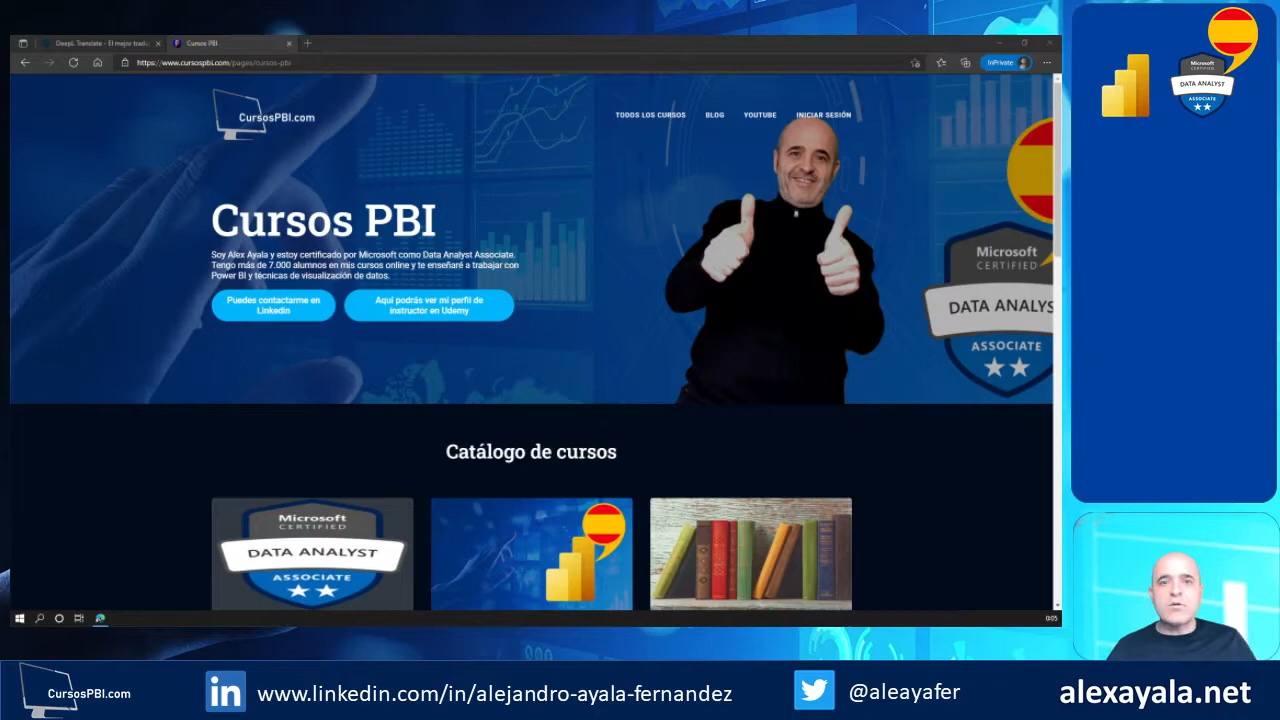 DeepL Translate - El mejor tradu
Cursos PBI
https://www.cursospbi.com/pages/cursos-pbi
InPrivate
CursosPBI.com
TODOS LOS CURSOS
BLOG
YOUTUBE
INICIAR SESIÓN
Cursos PBI
Soy Alex Ayala y estoy certificado por Microsoft como Data Analyst Associate.
Tengo más de 7.000 alumnos en mis cursos online y te enseñaré a trabajar con
Power BI y técnicas de visualización de datos.
Puedes contactarme en
Linkedin
Aquí podrás ver mi perfil de
instructor en Udemy
Microsoft
CERTIFIED
DATA ANALYS
ASSOCIATE
Catálogo de cursos
Microsoft
CERTIFIED
DATA ANALYST
ASSOCIATE
0:05
Microsoft
CERTIFIED
DATA ANALYST
ASSOCIATE
CursosPBI.com
in
www.linkedin.com/in/alejandro-ayala-fernandez
@aleayafer
alexayala.net